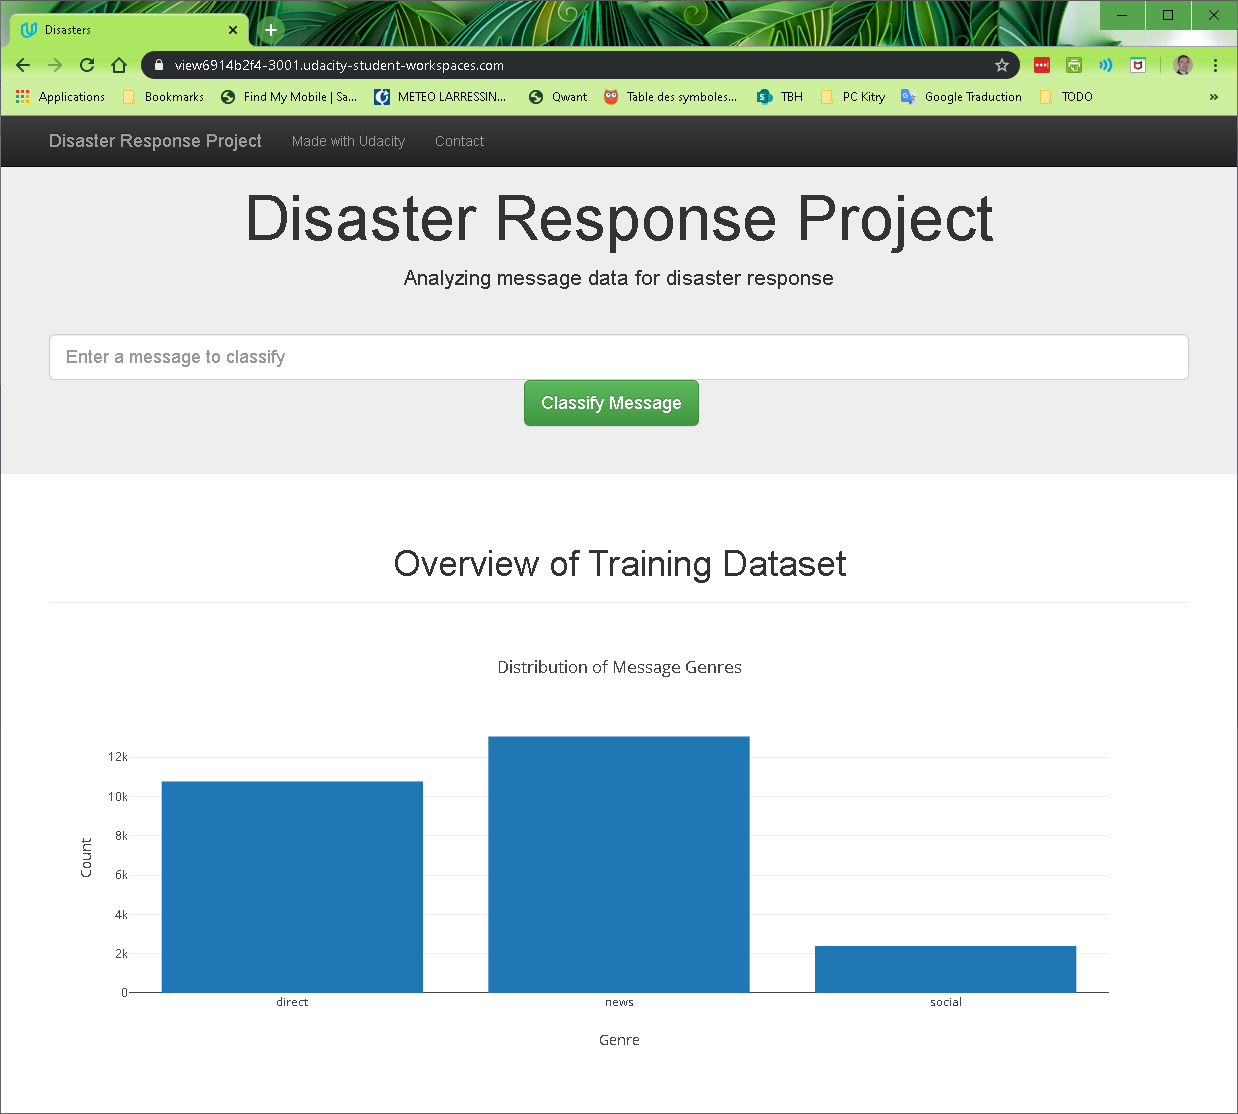 Disasters
view6914b2f4-3001.udacity-student-workspaces.com
Applications Bookmarks Find My Mobile | Sa... METEO LARRESSIN... Qwant Table des symboles... TBH PC Kitry Google Traduction TODO »
Disaster Response Project Made with Udacity Contact
Disaster Response Project
Analyzing message data for disaster response
Enter a message to classify
Classify Message
Overview of Training Dataset
Distribution of Message Genres
12k
10k
8k
6k
4k
2k
0
Count
direct news social
Genre